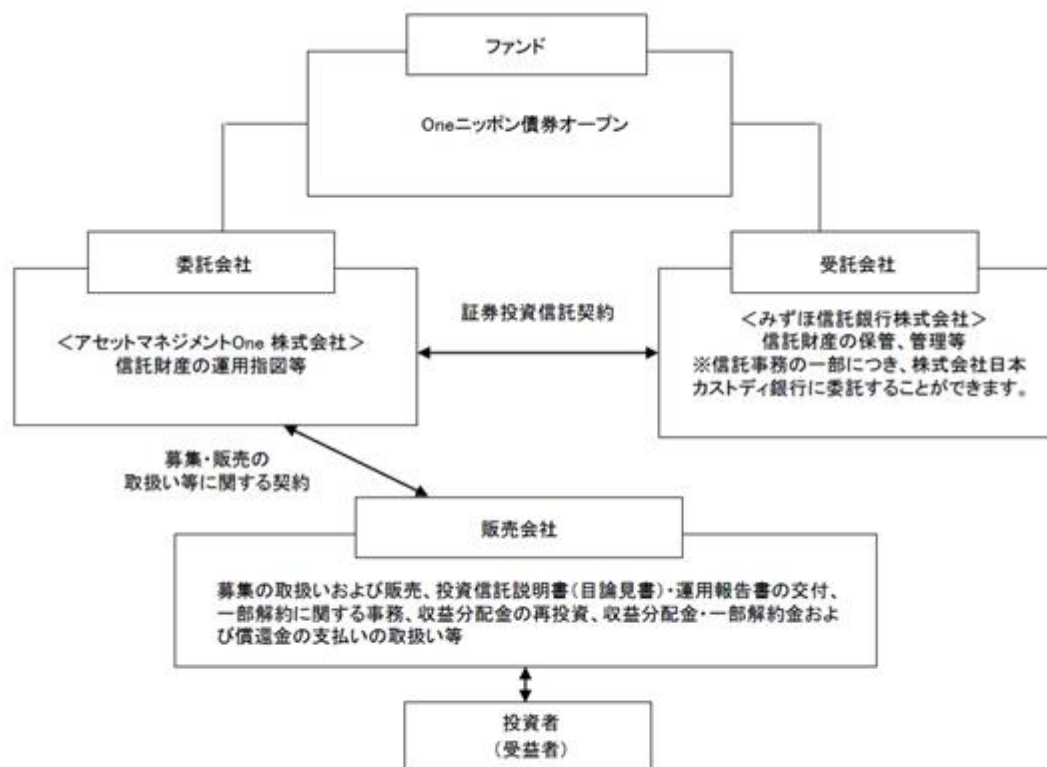 ファンド
Oneニッポン債券オープン
委託会社
<アセットマネジメントOne 株式会社>
信託財産の運用指図等
証券投資信託契約
受託会社
<みずほ信託銀行株式会社>
信託財産の保管、管理等
※信託事務の一部につき、株式会社日本
カストディ銀行に委託することができます。
募集・販売の
取扱い等に関する契約
販売会社
募集の取扱いおよび販売、投資信託説明書(目論見書)・運用報告書の交付、
一部解約に関する事務、収益分配金の再投資、収益分配金・一部解約金およ
び償還金の支払いの取扱い等
投資者
(受益者)